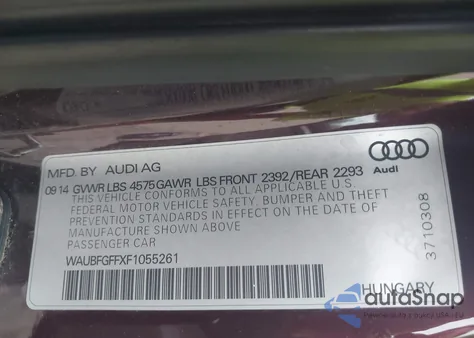 MFD. BY AUDI AG
09 14 GVWR LBS 4575 GAWR LBS FRONT 2392/REAR 2293
THIS VEHICLE CONFORMS TO ALL APPLICABLE U.S.
FEDERAL MOTOR VEHICLE SAFETY, BUMPER AND THEFT
PREVENTION STANDARDS IN EFFECT ON THE DATE OF
MANUFACTURE SHOWN ABOVE
PASSENGER CAR
WAUBFGFFXF1055261
Audi
3710308
HUNGARY
autoSnap